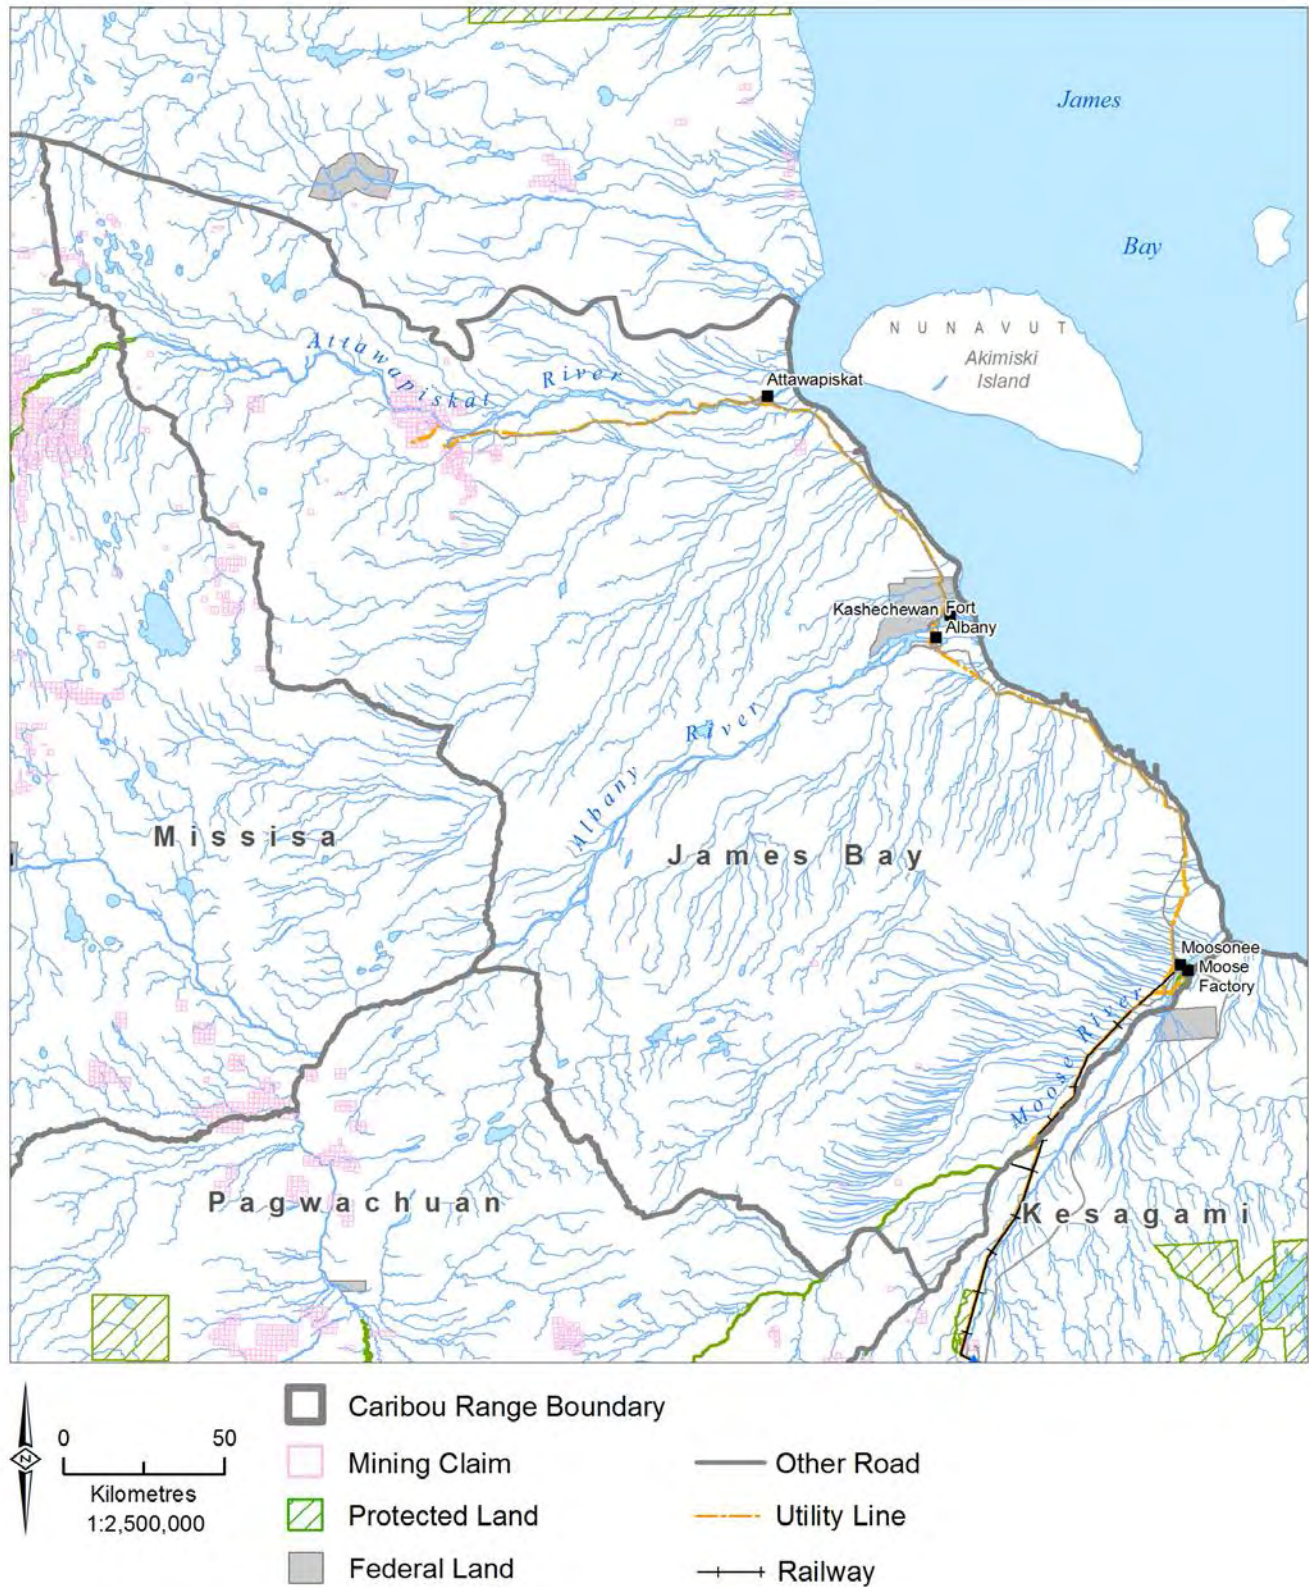 James
Bay
NUNAVUT
Akimiski
Island
Attawapiskat
River
Attawapiskat
Kashechewan
Fort
Albany
Albany
River
Missisa
James Bay
Moosonee
Moose
Factory
Moose River
Pagwachuan
Kesagami
N
0 50
Kilometres
1:2,500,000
Caribou Range Boundary
Mining Claim
Protected Land
Federal Land
Other Road
Utility Line
Railway